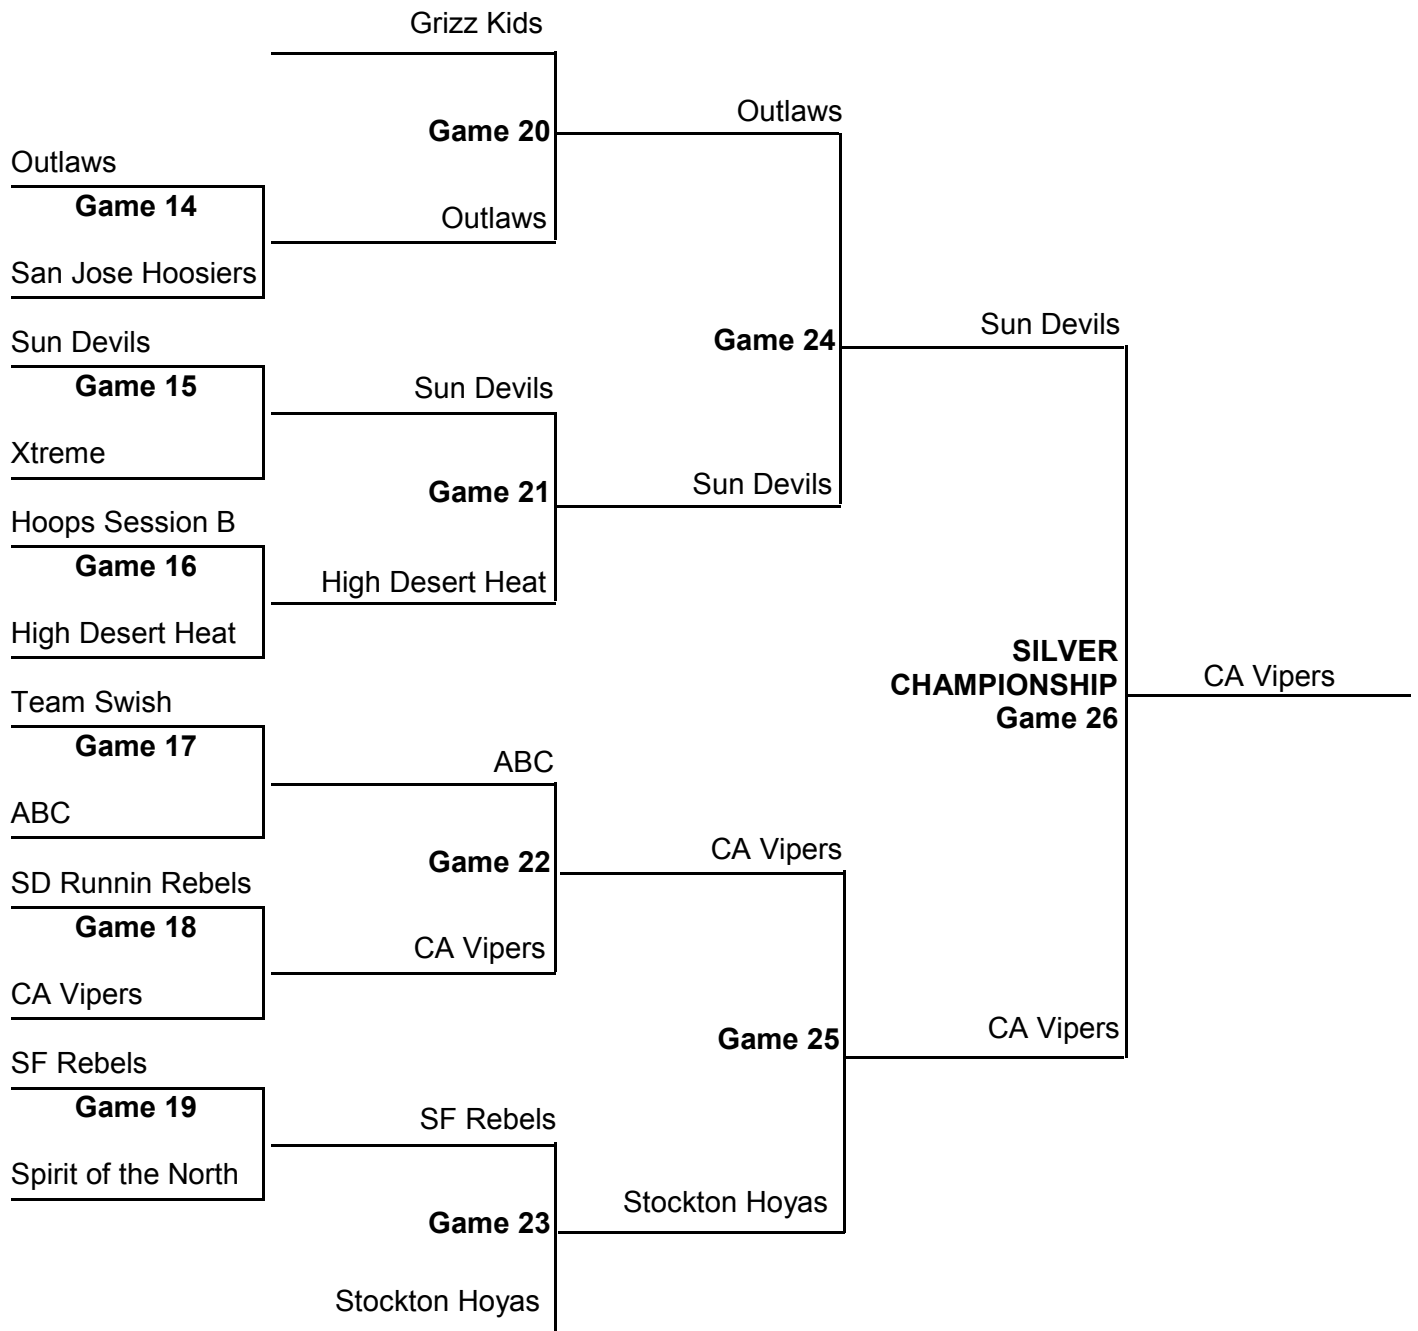 Grizz Kids
Game 20
Outlaws
Outlaws
Game 14
Outlaws
San Jose Hoosiers
Sun Devils
Game 24
Sun Devils
Game 15
Sun Devils
Xtreme
Game 21
Sun Devils
Hoops Session B
Game 16
High Desert Heat
High Desert Heat
SILVER
CHAMPIONSHIP
Game 26
CA Vipers
Team Swish
Game 17
ABC
ABC
Game 22
CA Vipers
SD Runnin Rebels
Game 18
CA Vipers
CA Vipers
Game 25
CA Vipers
SF Rebels
Game 19
SF Rebels
Spirit of the North
Game 23
Stockton Hoyas
Stockton Hoyas